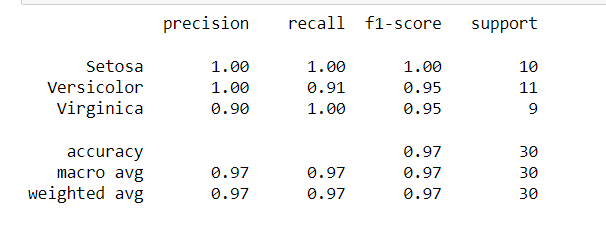 precision recall f1-score support
Setosa 1.00 1.00 1.00 10
Versicolor 1.00 0.91 0.95 11
Virginica 0.90 1.00 0.95 9
accuracy 0.97 30
macro avg 0.97 0.97 0.97 30
weighted avg 0.97 0.97 0.97 30